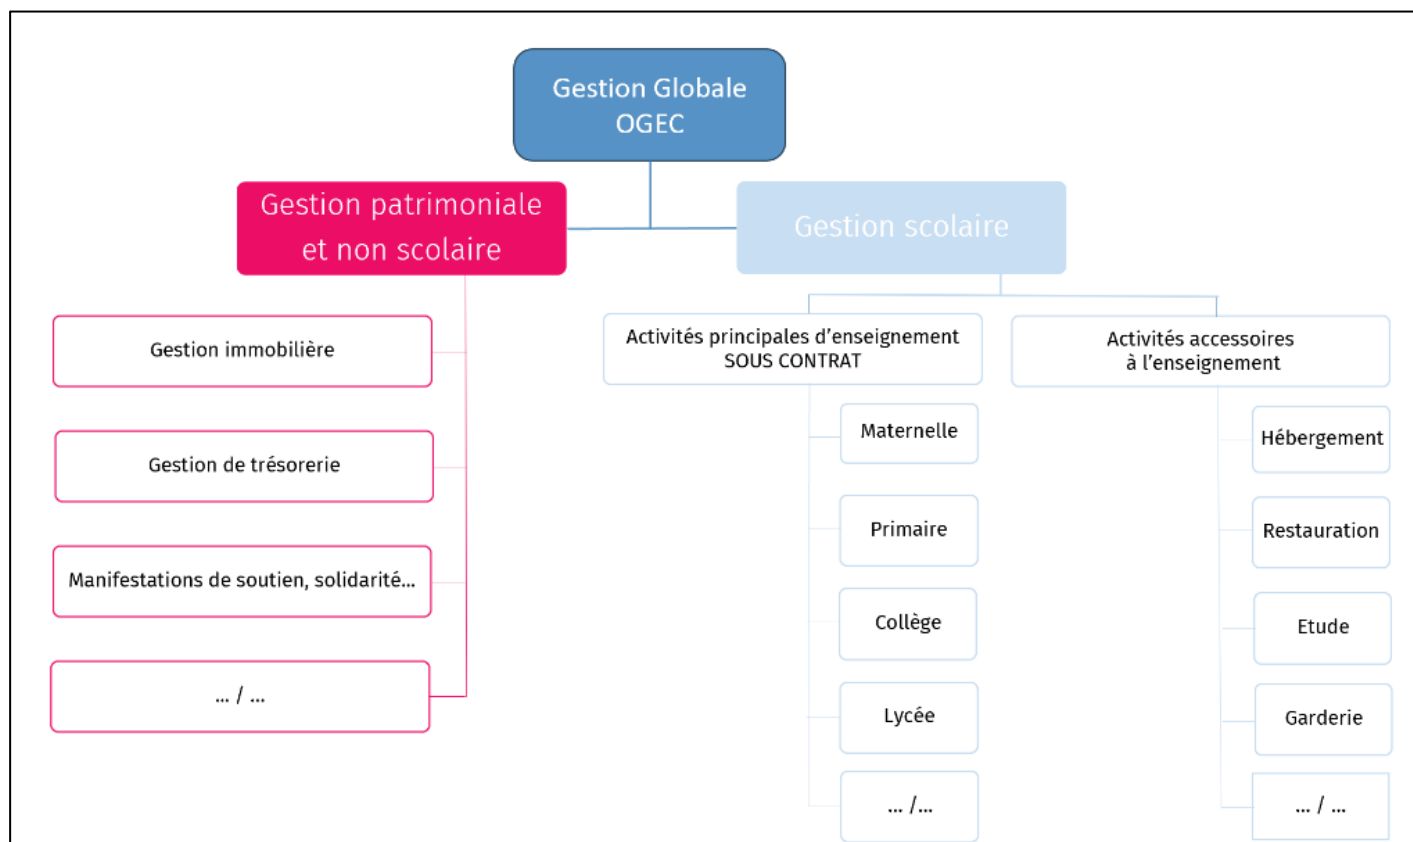 Gestion Globale
OGEC
Gestion patrimoniale
et non scolaire
Gestion scolaire
Gestion immobilière
Gestion de trésorerie
Manifestations de soutien, solidarité...
... / ...
Activités principales d’enseignement
SOUS CONTRAT
Maternelle
Primaire
Collège
Lycée
... /...
Activités accessoires
à l’enseignement
Hébergement
Restauration
Etude
Garderie
... / ...